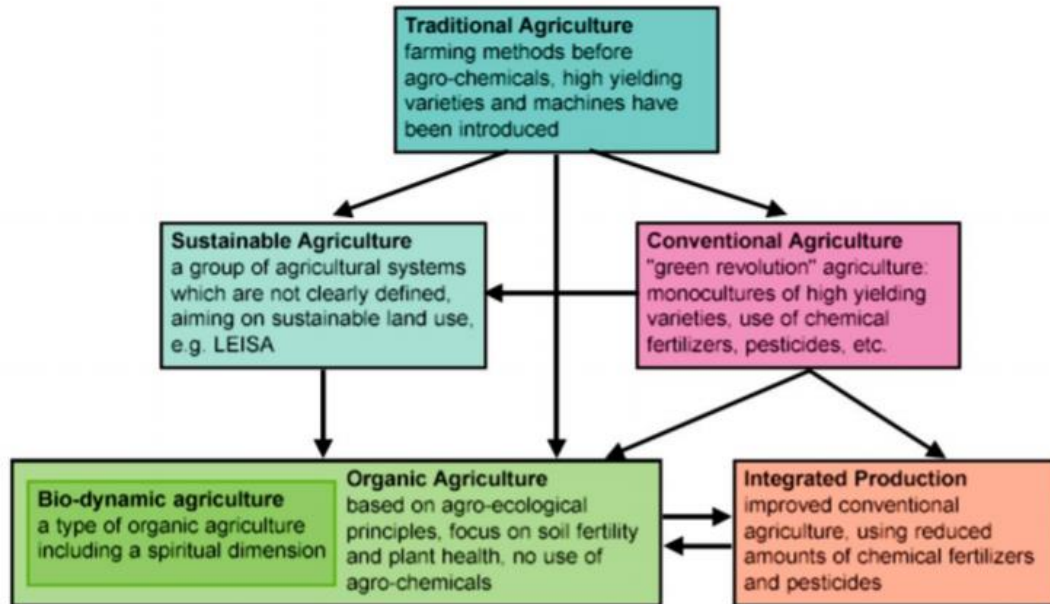 Traditional Agriculture
farming methods before
agro-chemicals, high yielding
varieties and machines have
been introduced
Sustainable Agriculture
a group of agricultural systems
which are not clearly defined,
aiming on sustainable land use,
e.g. LEISA
Conventional Agriculture
"green revolution" agriculture:
monocultures of high yielding
varieties, use of chemical
fertilizers, pesticides, etc.
Bio-dynamic agriculture
a type of organic agriculture
including a spiritual dimension
Organic Agriculture
based on agro-ecological
principles, focus on soil fertility
and plant health, no use of
agro-chemicals
Integrated Production
improved conventional
agriculture, using reduced
amounts of chemical fertilizers
and pesticides